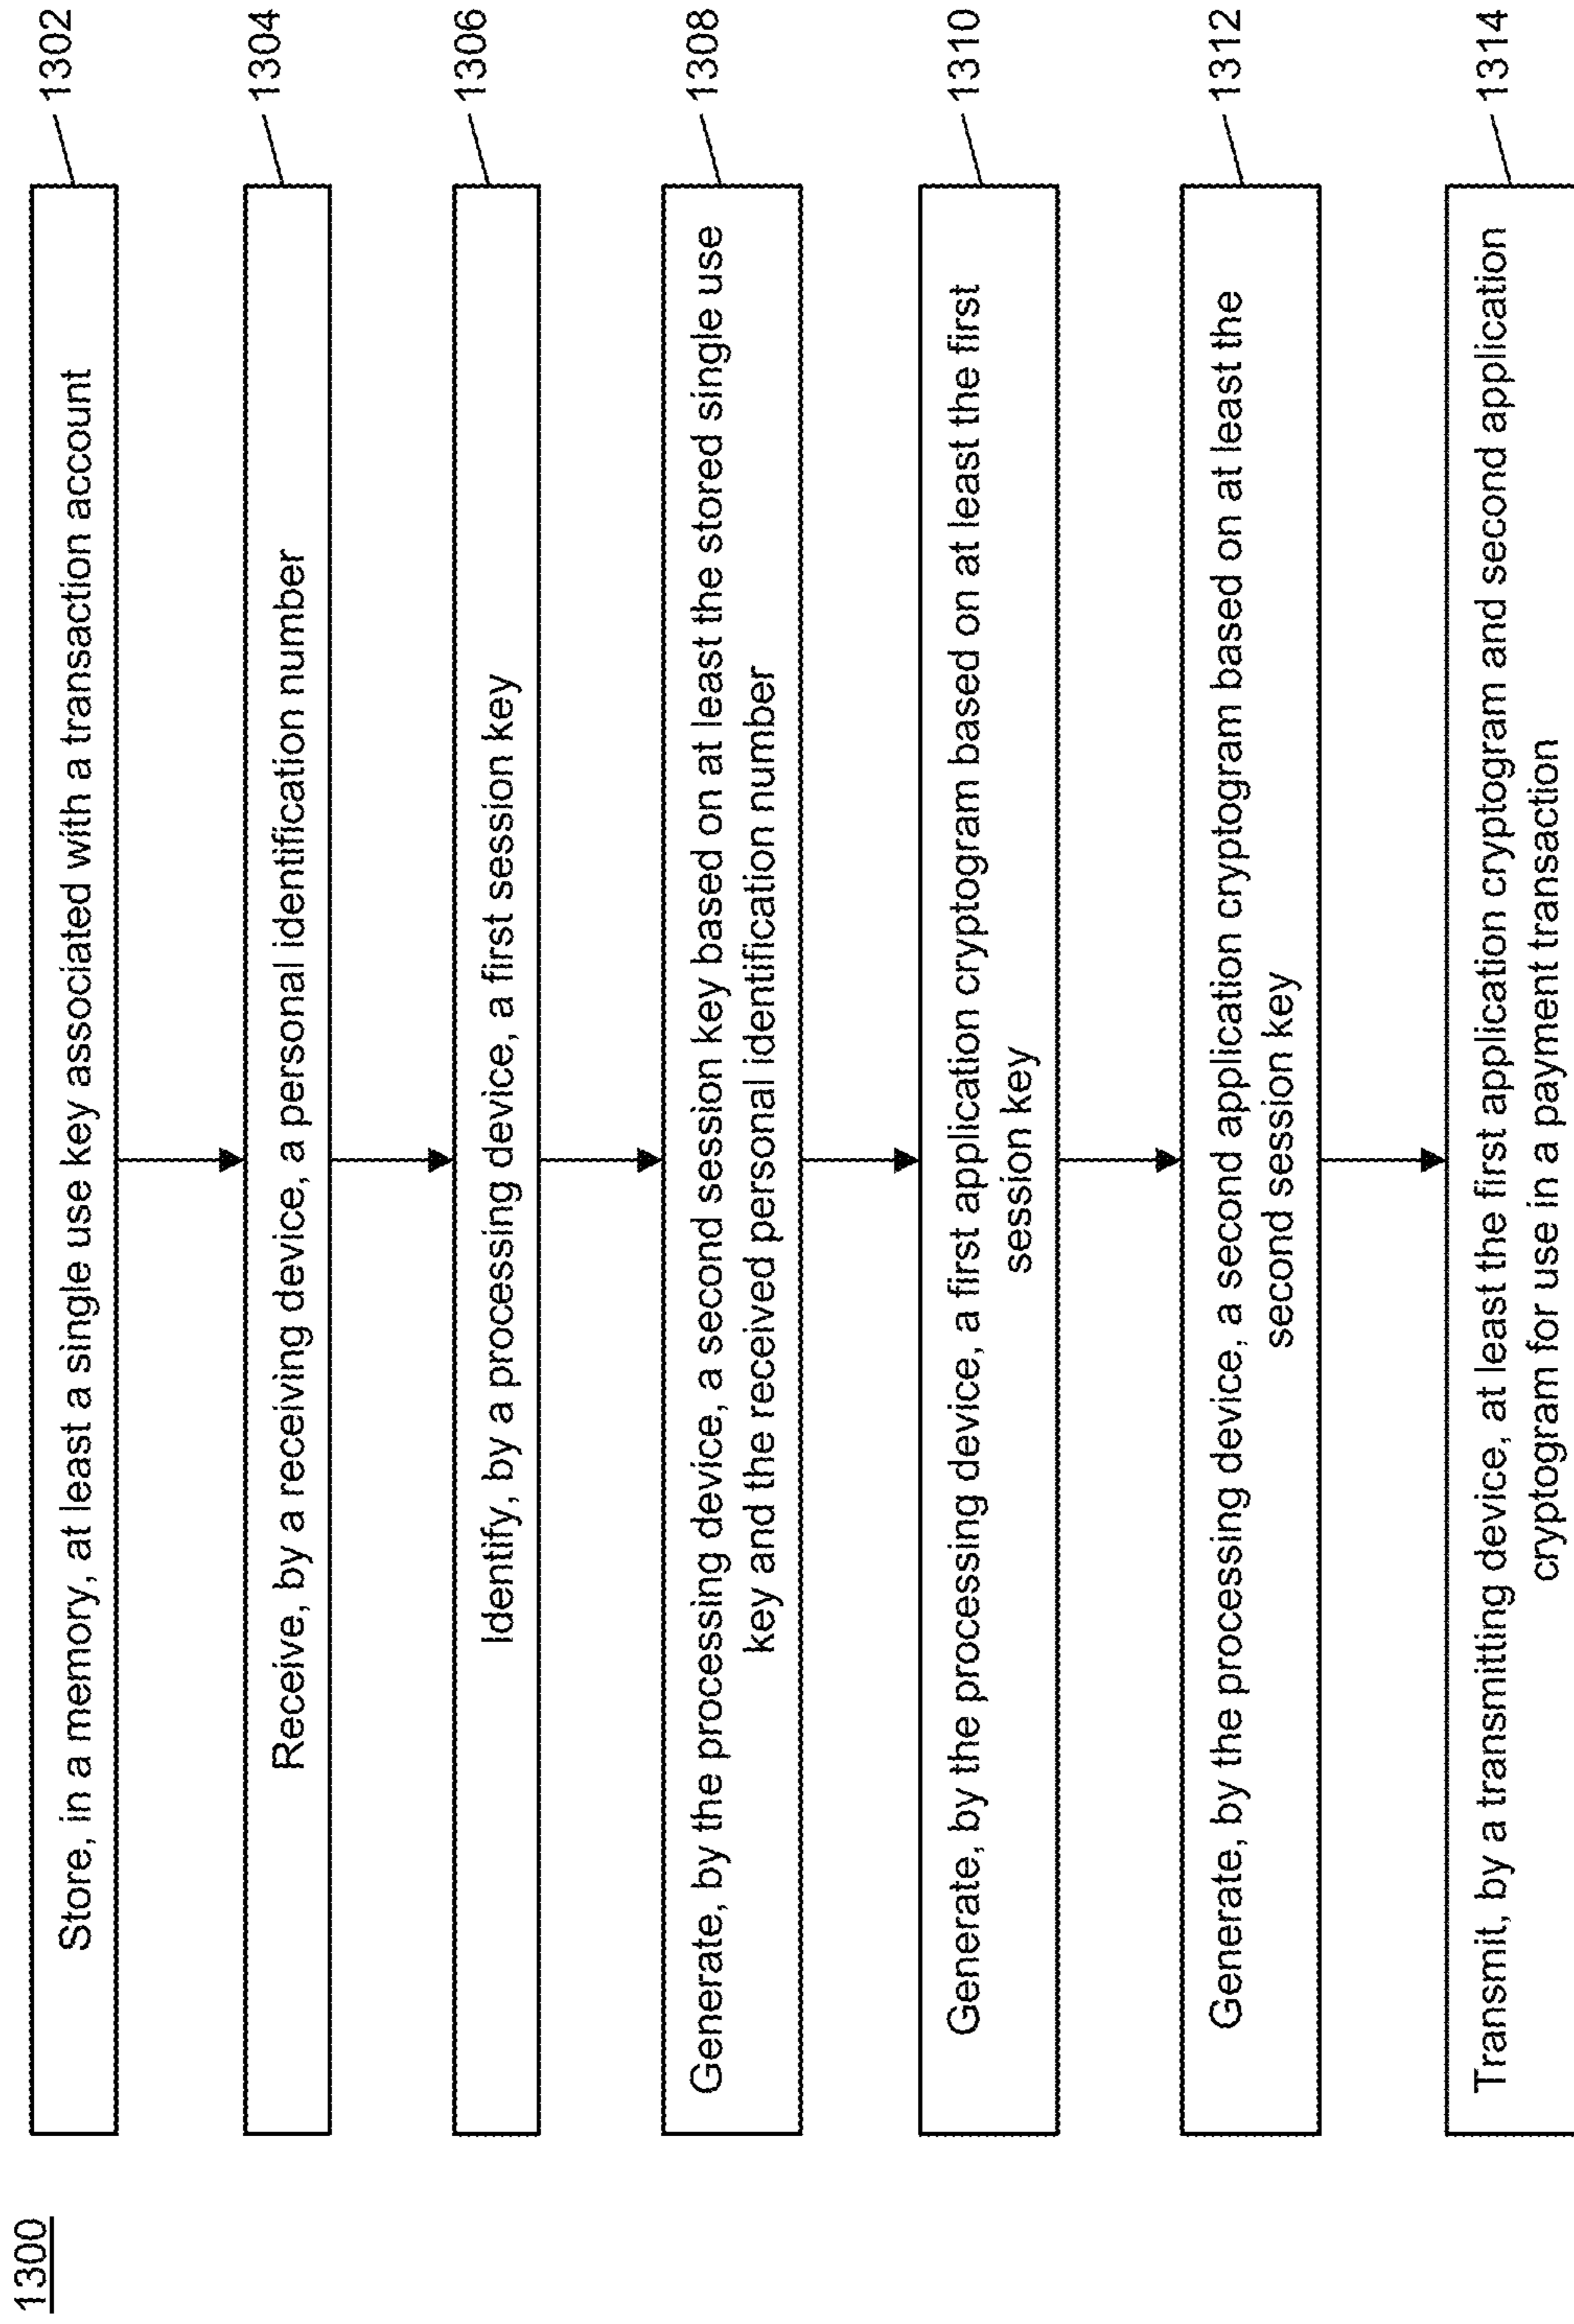 1300
Store, in a memory, at least a single use key associated with a transaction account
1302
Receive, by a receiving device, a personal identification number
1304
Identify, by a processing device, a first session key
1306
Generate, by the processing device, a second session key based on at least the stored single use
key and the received personal identification number
1308
Generate, by the processing device, a first application cryptogram based on at least the first
session key
1310
Generate, by the processing device, a second application cryptogram based on at least the
second session key
1312
Transmit, by a transmitting device, at least the first application cryptogram and second application
cryptogram for use in a payment transaction
1314